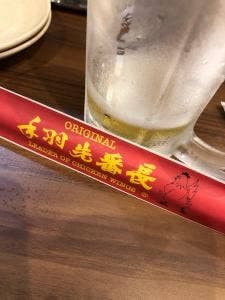 ORIGINAL
手羽先番長
LEADER OF CHICKEN WINGS